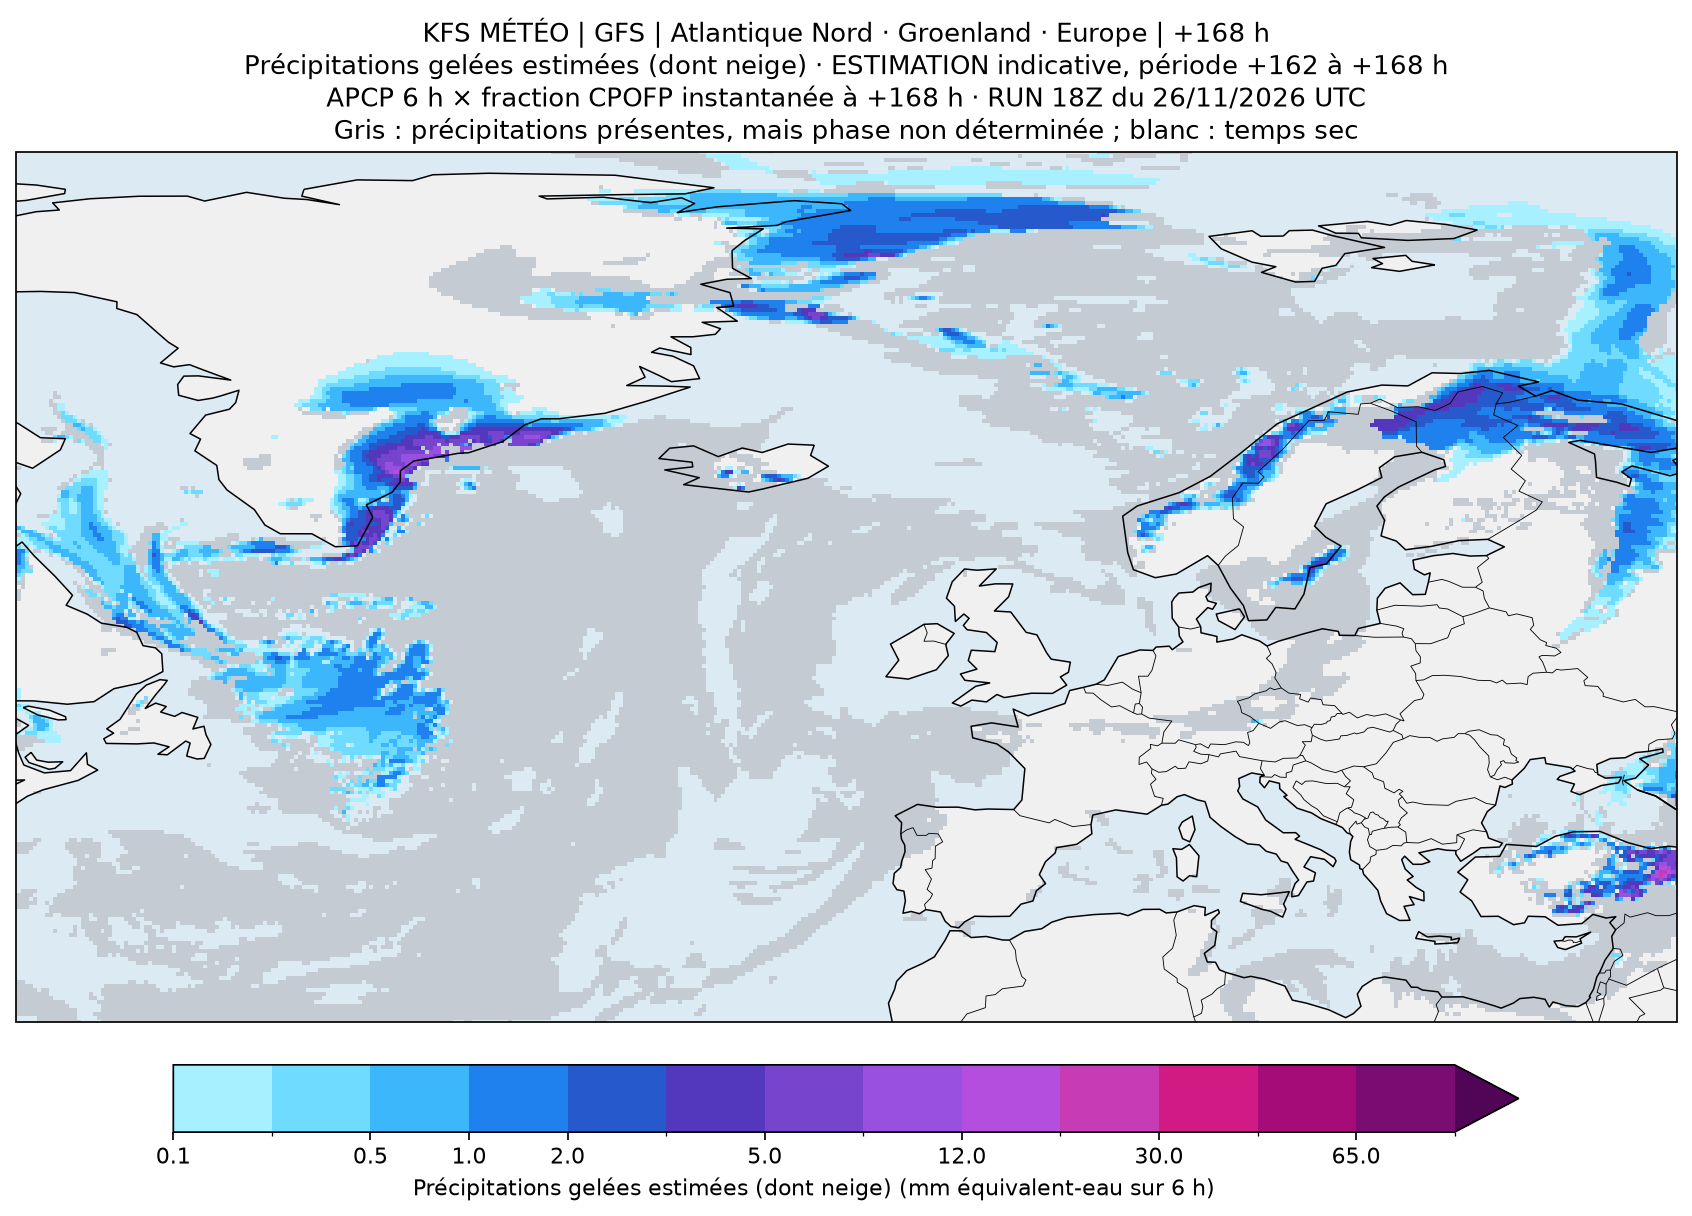 KFS MÉTÉO | GFS | Atlantique Nord · Groenland · Europe | +168 h
Précipitations gelées estimées (dont neige) · ESTIMATION indicative, période +162 à +168 h
APCP 6 h × fraction CPOFP instantanée à +168 h · RUN 18Z du 26/11/2026 UTC
Gris : précipitations présentes, mais phase non déterminée ; blanc : temps sec
0.1 0.5 1.0 2.0 5.0 12.0 30.0 65.0
Précipitations gelées estimées (dont neige) (mm équivalent-eau sur 6 h)